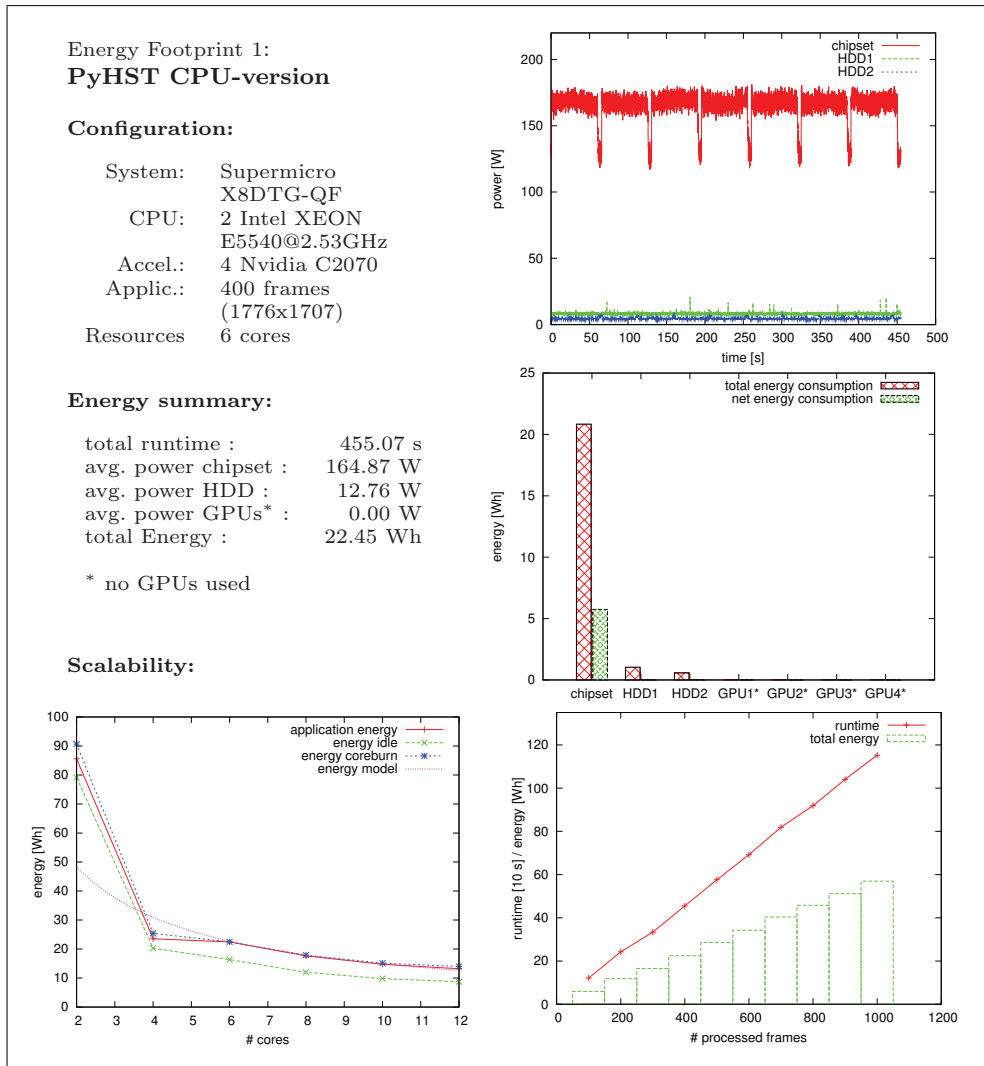 Energy Footprint 1:
PyHST CPU-version
Configuration:
System: Supermicro
X8DTG-QF
CPU: 2 Intel XEON
E5540@2.53GHz
Accel.: 4 Nvidia C2070
Applic.: 400 frames
(1776x1707)
Resources 6 cores
Energy summary:
total runtime : 455.07 s
avg. power chipset : 164.87 W
avg. power HDD : 12.76 W
avg. power GPUs* : 0.00 W
total Energy : 22.45 Wh
* no GPUs used
Scalability:
chipset
HDD1
HDD2
power [W]
200
150
100
50
0
0 50 100 150 200 250 300 350 400 450 500
time [s]
total energy consumption
net energy consumption
energy [Wh]
25
20
15
10
5
0
chipset HDD1 HDD2 GPU1* GPU2* GPU3* GPU4*
application energy
energy idle
energy coreburn
energy model
energy [Wh]
100
90
80
70
60
50
40
30
20
10
0
2 3 4 5 6 7 8 9 10 11 12
# cores
runtime
total energy
runtime [10 s] / energy [Wh]
120
100
80
60
40
20
0
0 200 400 600 800 1000 1200
# processed frames